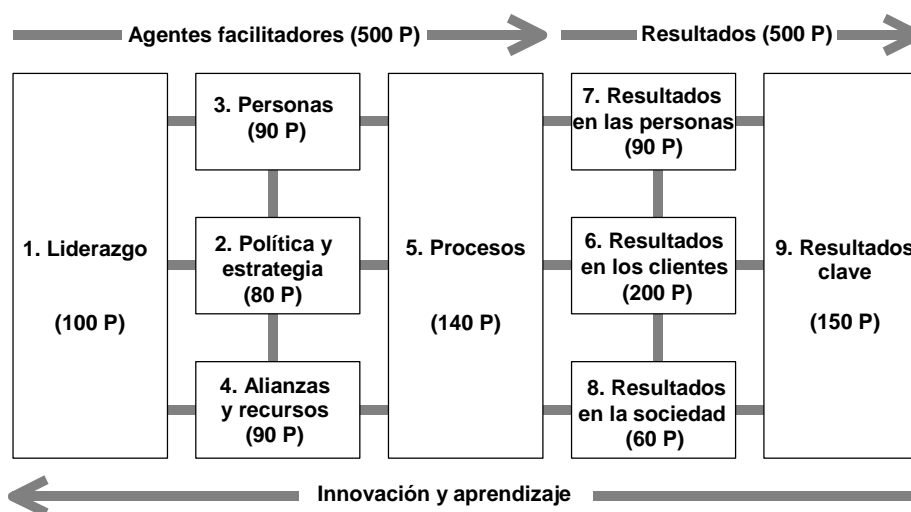 Agentes facilitadores (500 P)
Resultados (500 P)
1. Liderazgo
(100 P)
3. Personas
(90 P)
2. Política y
estrategia
(80 P)
4. Alianzas
y recursos
(90 P)
5. Procesos
(140 P)
7. Resultados
en las personas
(90 P)
6. Resultados
en los clientes
(200 P)
8. Resultados
en la sociedad
(60 P)
9. Resultados
clave
(150 P)
Innovación y aprendizaje